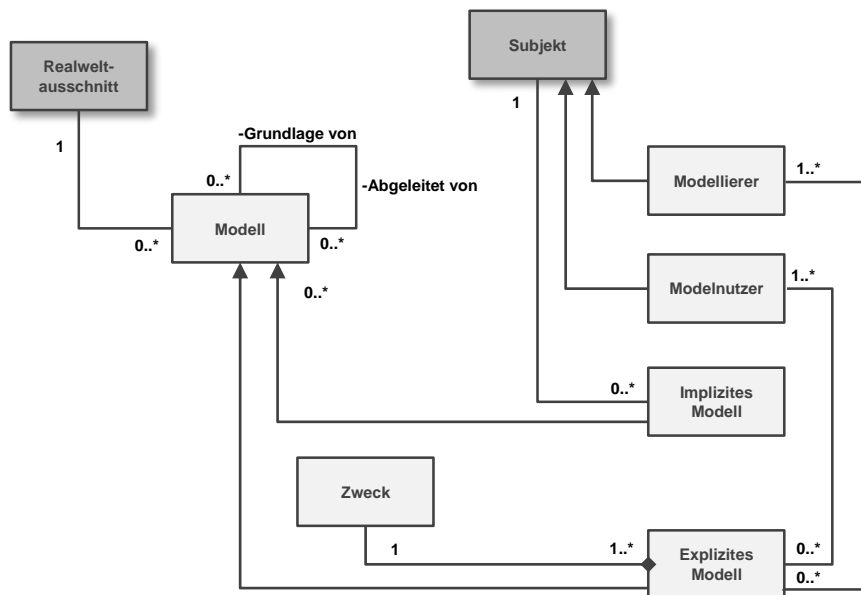 Subjekt
Realwelt-
ausschnitt
1
1
-Grundlage von
0..*
-Abgeleitet von
Modell
0..*
0..*
Modellierer
1..*
0..*
Modelnutzer
1..*
0..*
Implizites
Modell
Zweck
1
1..*
Explizites
Modell
0..*
0..*